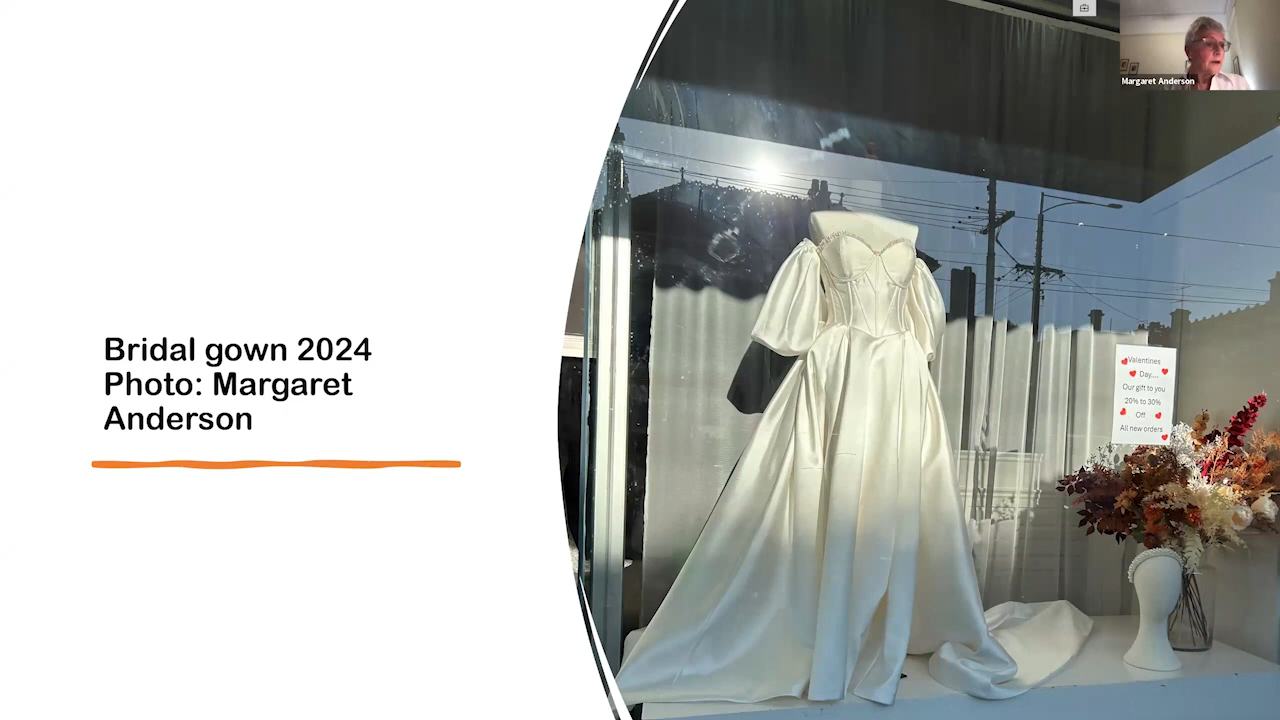 Bridal gown 2024
Photo: Margaret
Anderson
Margaret Anderson
Valentines
Day....
Our gift to you
20% to 30%
Off
All new orders